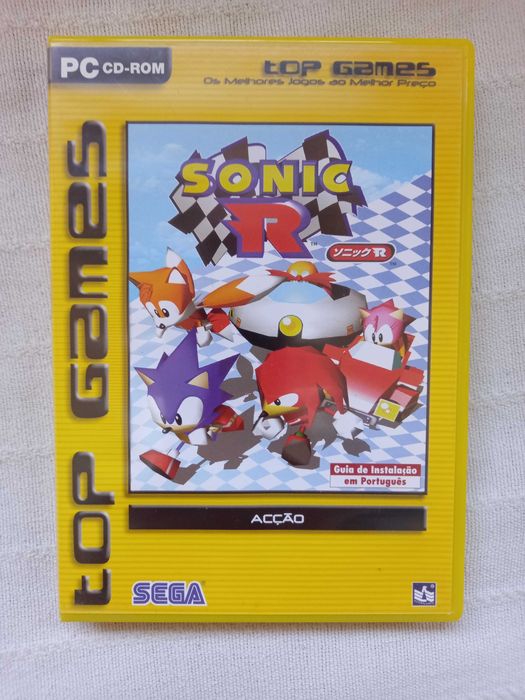 PC CD-ROM
top Games
Os Melhores Jogos ao Melhor Preço
top Games
SONIC
R
TM
ソニックR
Guia de Instalação
em Português
ACÇÃO
SEGA